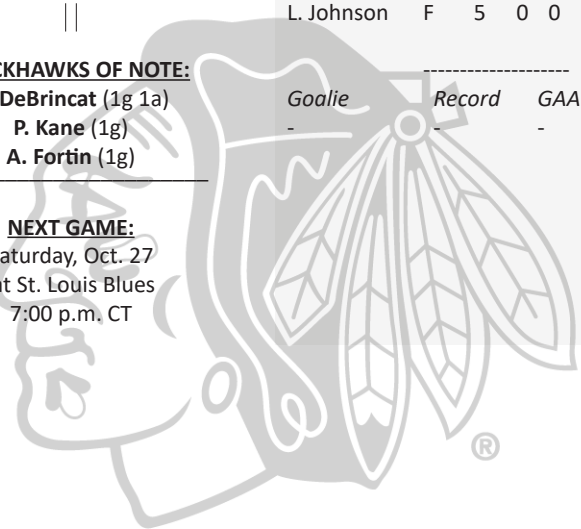 CKHAWKS OF NOTE:
DeBrincat (1g 1a)
P. Kane (1g)
A. Fortin (1g)
NEXT GAME:
aturday, Oct. 27
at St. Louis Blues
7:00 p.m. CT
L. Johnson F 5 0 0
---------------------
Goalie Record GAA
- - -
®